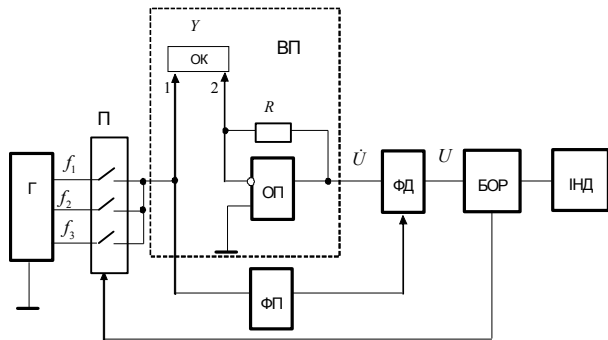 Y
ВП
ОК
1
2
R
П
f₁
f₂
f₃
Г
ОП
U̇
ФД
U
БОР
ІНД
ФП